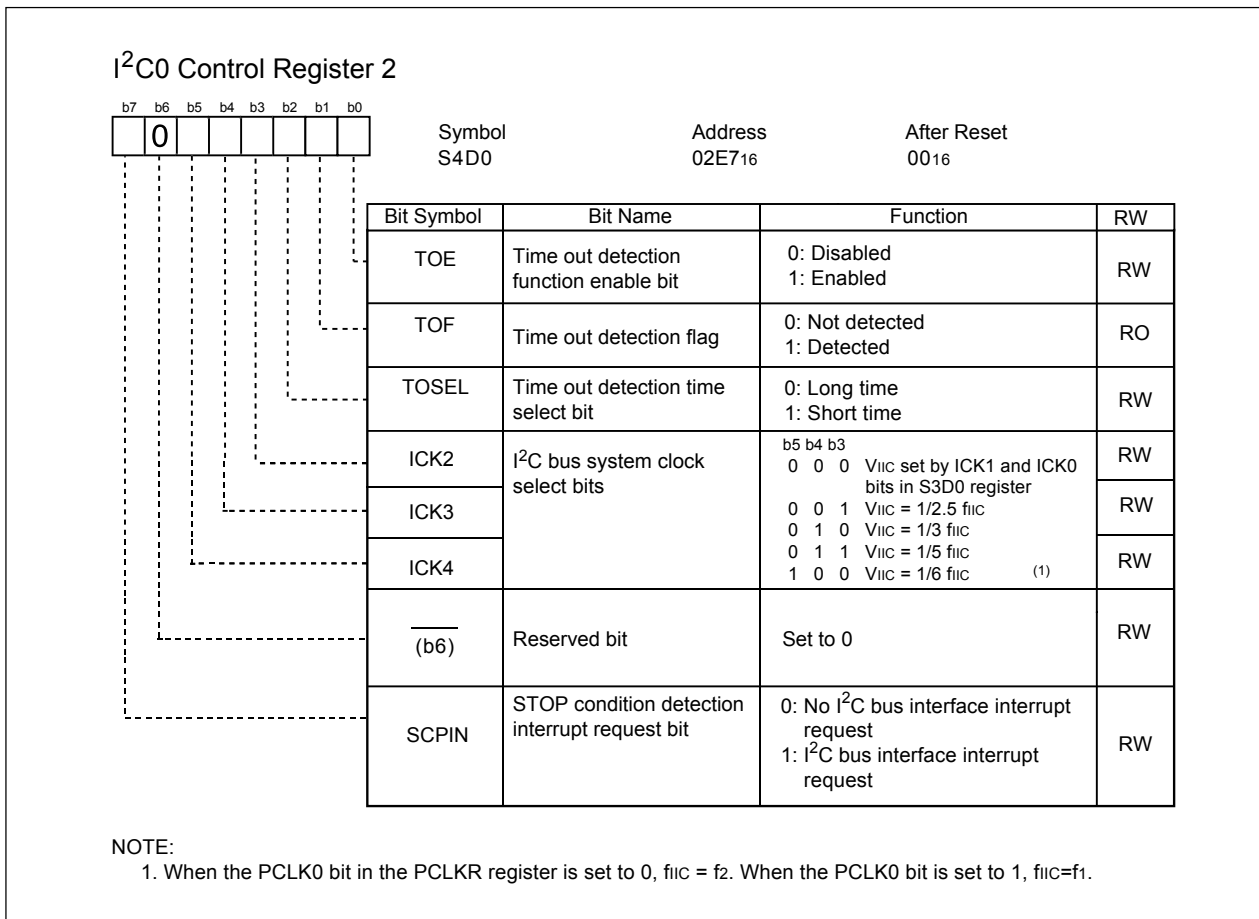 I²C0 Control Register 2
b7 b6 b5 b4 b3 b2 b1 b0
0
Symbol Address After Reset
S4D0 02E716 0016
Bit Symbol Bit Name Function RW
TOE Time out detection function enable bit 0: Disabled RW
1: Enabled
TOF Time out detection flag 0: Not detected RO
1: Detected
TOSEL Time out detection time select bit 0: Long time RW
1: Short time
ICK2 I²C bus system clock select bits b5 b4 b3 RW
0 0 0 VIIC set by ICK1 and ICK0
bits in S3D0 register
ICK3 0 0 1 VIIC = 1/2.5 fIIC RW
0 1 0 VIIC = 1/3 fIIC
ICK4 0 1 1 VIIC = 1/5 fIIC RW
1 0 0 VIIC = 1/6 fIIC (1)
(b6) Reserved bit Set to 0 RW
SCPIN STOP condition detection interrupt request bit 0: No I²C bus interface interrupt request RW
1: I²C bus interface interrupt request
NOTE:
1. When the PCLK0 bit in the PCLKR register is set to 0, fIIC = f2. When the PCLK0 bit is set to 1, fIIC=f1.